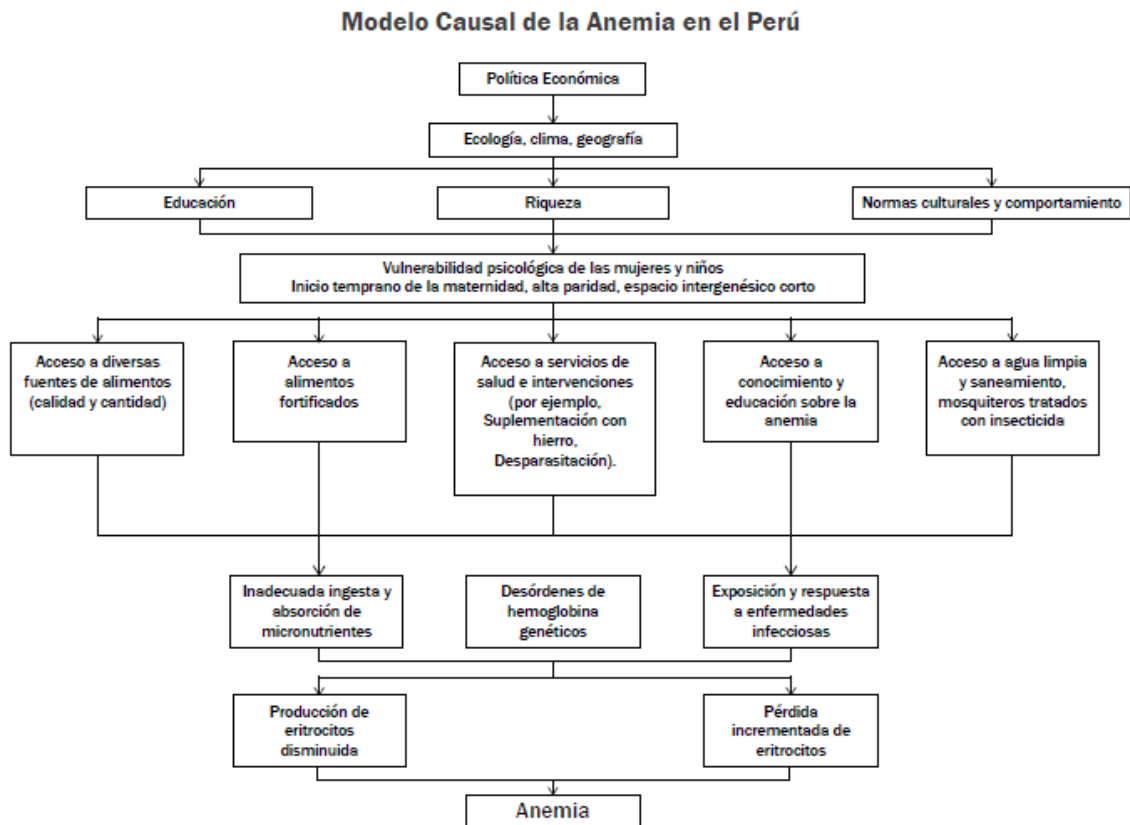 Modelo Causal de la Anemia en el Perú
Política Económica
Ecología, clima, geografía
Educación
Riqueza
Normas culturales y comportamiento
Vulnerabilidad psicológica de las mujeres y niños
Inicio temprano de la maternidad, alta paridad, espacio intergenésico corto
Acceso a diversas
fuentes de alimentos
(calidad y cantidad)
Acceso a
alimentos
fortificados
Acceso a servicios de
salud e intervenciones
(por ejemplo,
Suplementación con
hierro,
Desparasitación).
Acceso a
conocimiento y
educación sobre la
anemia
Acceso a agua limpia
y saneamiento,
mosquiteros tratados
con insecticida
Inadecuada ingesta y
absorción de
micronutrientes
Desórdenes de
hemoglobina
genéticos
Exposición y respuesta
a enfermedades
infecciosas
Producción de
eritrocitos
disminuida
Pérdida
incrementada de
eritrocitos
Anemia